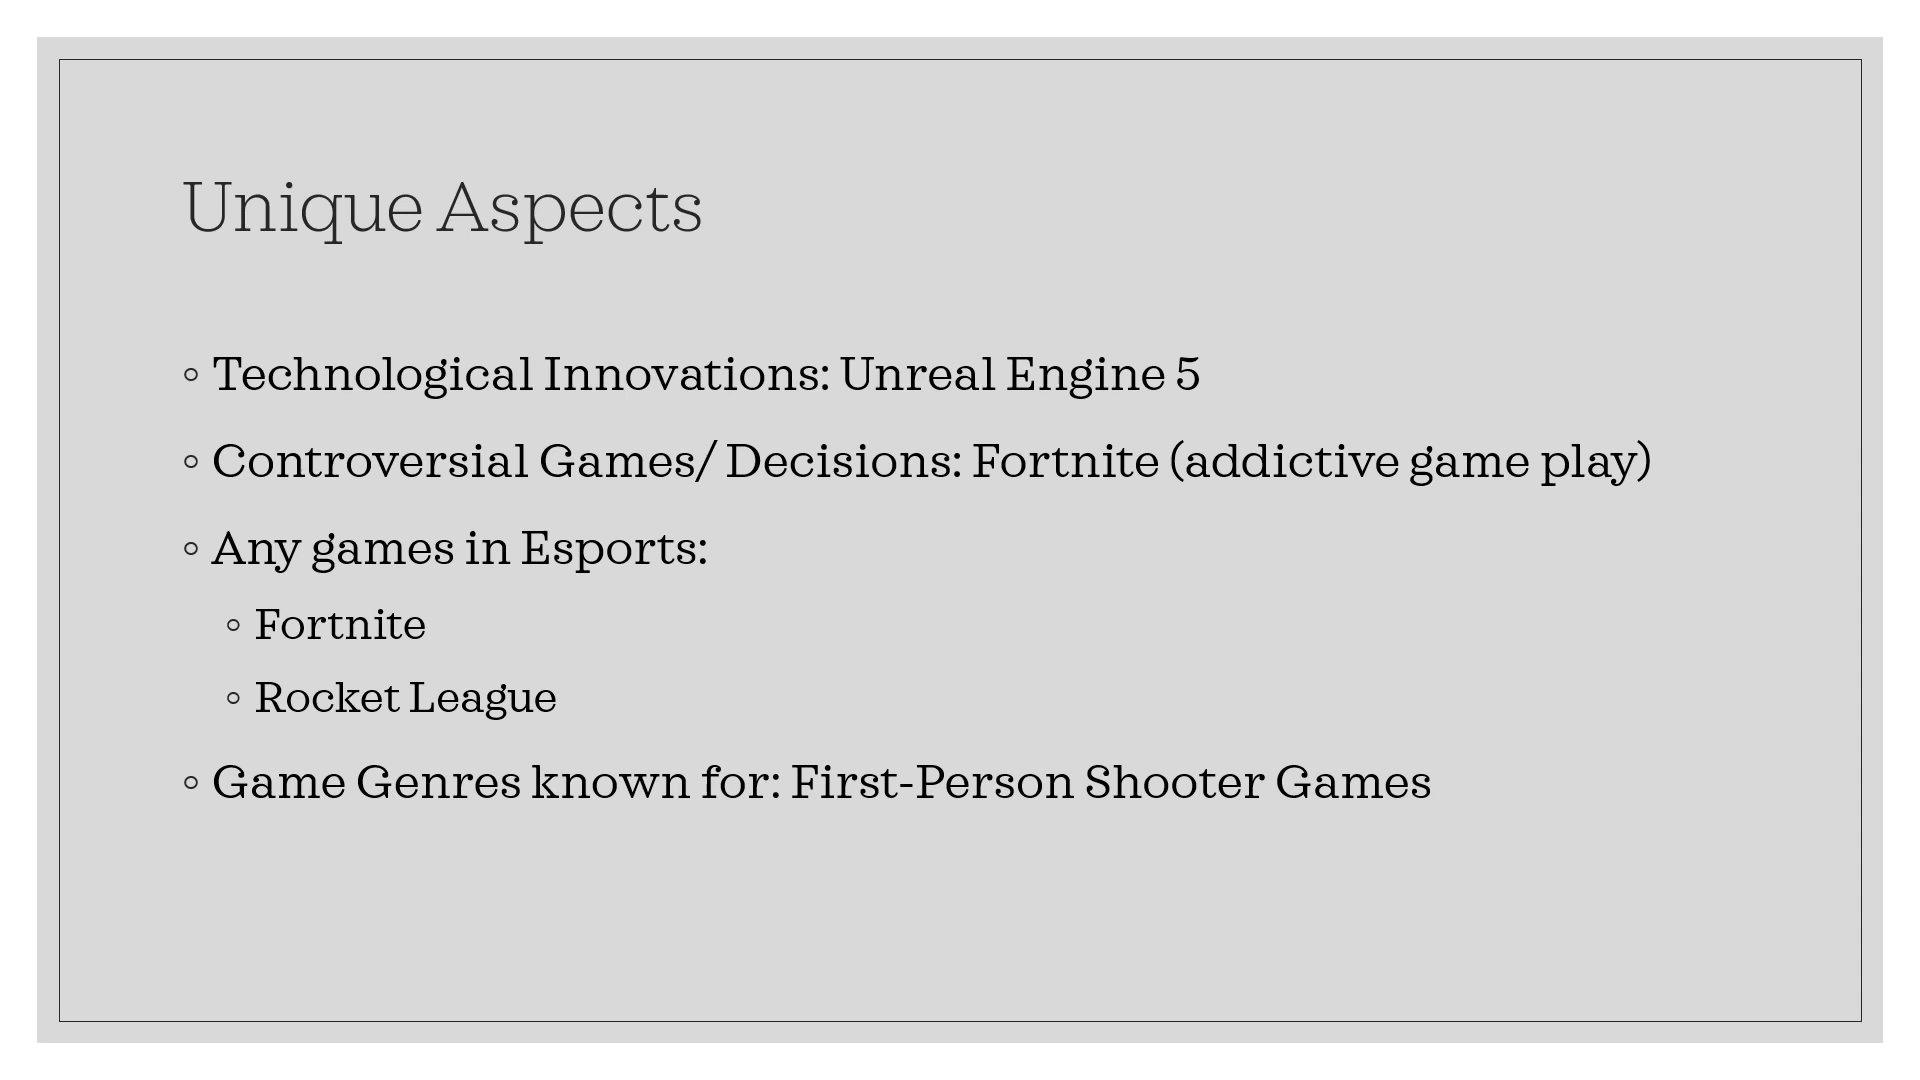 Unique Aspects
◦ Technological Innovations: Unreal Engine 5
◦ Controversial Games/ Decisions: Fortnite (addictive game play)
◦ Any games in Esports:
◦ Fortnite
◦ Rocket League
◦ Game Genres known for: First-Person Shooter Games